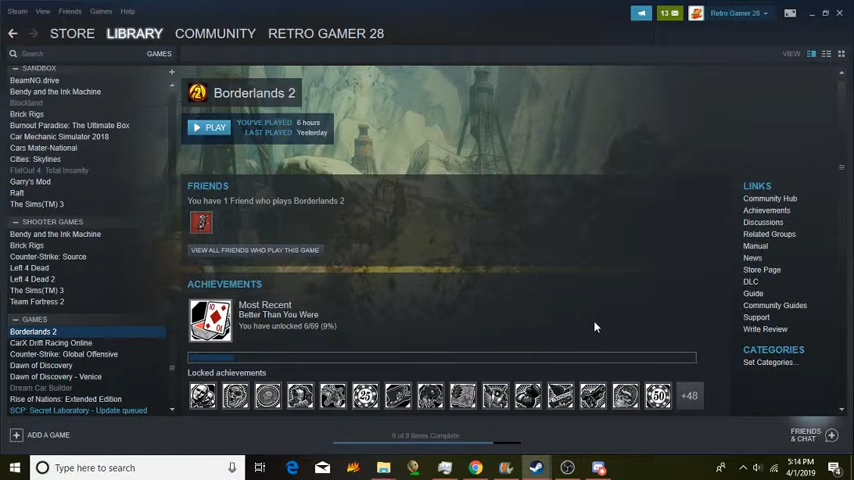 Steam View Friends Games Help
13 Retro Gamer 28
STORE LIBRARY COMMUNITY RETRO GAMER 28
Search GAMES VIEW
SANDBOX
BeamNG.drive
Bendy and the Ink Machine
Blockland
Brick Rigs
Burnout Paradise: The Ultimate Box
Car Mechanic Simulator 2018
Cars Mater-National
Cities: Skylines
FlatOut 4: Total Insanity
Garry's Mod
Raft
The Sims(TM) 3
SHOOTER GAMES
Bendy and the Ink Machine
Brick Rigs
Counter-Strike: Source
Left 4 Dead
Left 4 Dead 2
The Sims(TM) 3
Team Fortress 2
GAMES
Borderlands 2
CarX Drift Racing Online
Counter-Strike: Global Offensive
Dawn of Discovery
Dawn of Discovery - Venice
Dream Car Builder
Rise of Nations: Extended Edition
SCP: Secret Laboratory - Update queued
Borderlands 2
PLAY
YOU'VE PLAYED 6 hours
LAST PLAYED Yesterday
FRIENDS
You have 1 Friend who plays Borderlands 2
VIEW ALL FRIENDS WHO PLAY THIS GAME
ACHIEVEMENTS
Most Recent
Better Than You Were
You have unlocked 6/69 (9%)
Locked achievements
25
50
+48
LINKS
Community Hub
Achievements
Discussions
Related Groups
Manual
News
Store Page
DLC
Guide
Community Guides
Support
Write Review
CATEGORIES
Set Categories...
ADD A GAME
8 of 9 Items Complete
FRIENDS
& CHAT
Type here to search
5:14 PM
4/1/2019
4